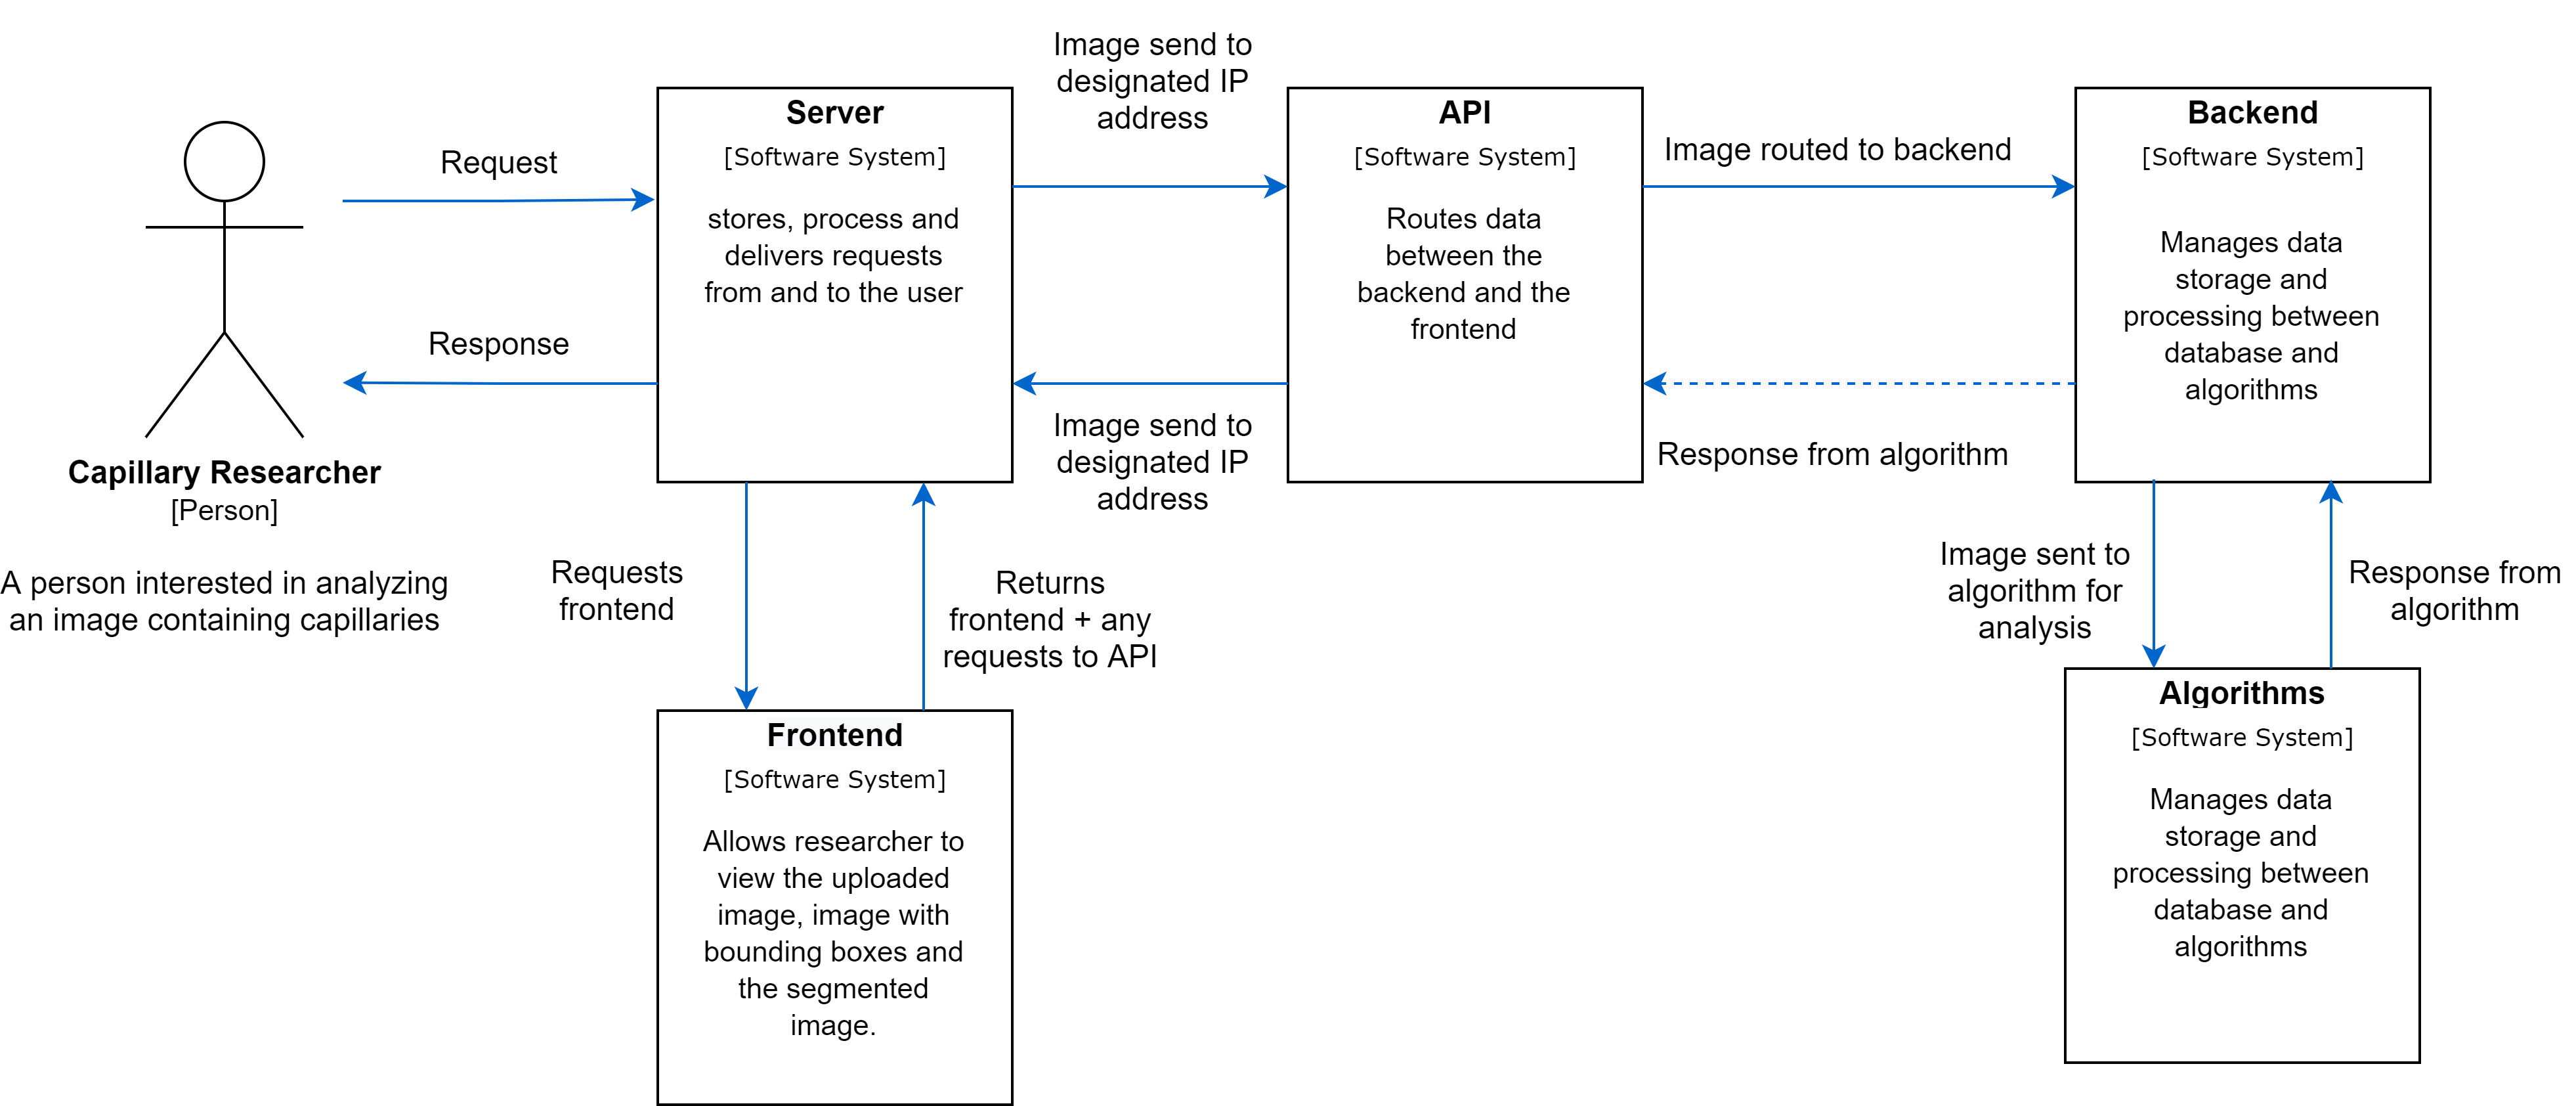 Request
Response
Capillary Researcher
[Person]
A person interested in analyzing
an image containing capillaries
Server
[Software System]
stores, process and
delivers requests
from and to the user
Image send to
designated IP
address
Image send to
designated IP
address
API
[Software System]
Routes data
between the
backend and the
frontend
Image routed to backend
Response from algorithm
Backend
[Software System]
Manages data
storage and
processing between
database and
algorithms
Requests
frontend
Returns
frontend + any
requests to API
Image sent to
algorithm for
analysis
Response from
algorithm
Frontend
[Software System]
Allows researcher to
view the uploaded
image, image with
bounding boxes and
the segmented
image.
Algorithms
[Software System]
Manages data
storage and
processing between
database and
algorithms